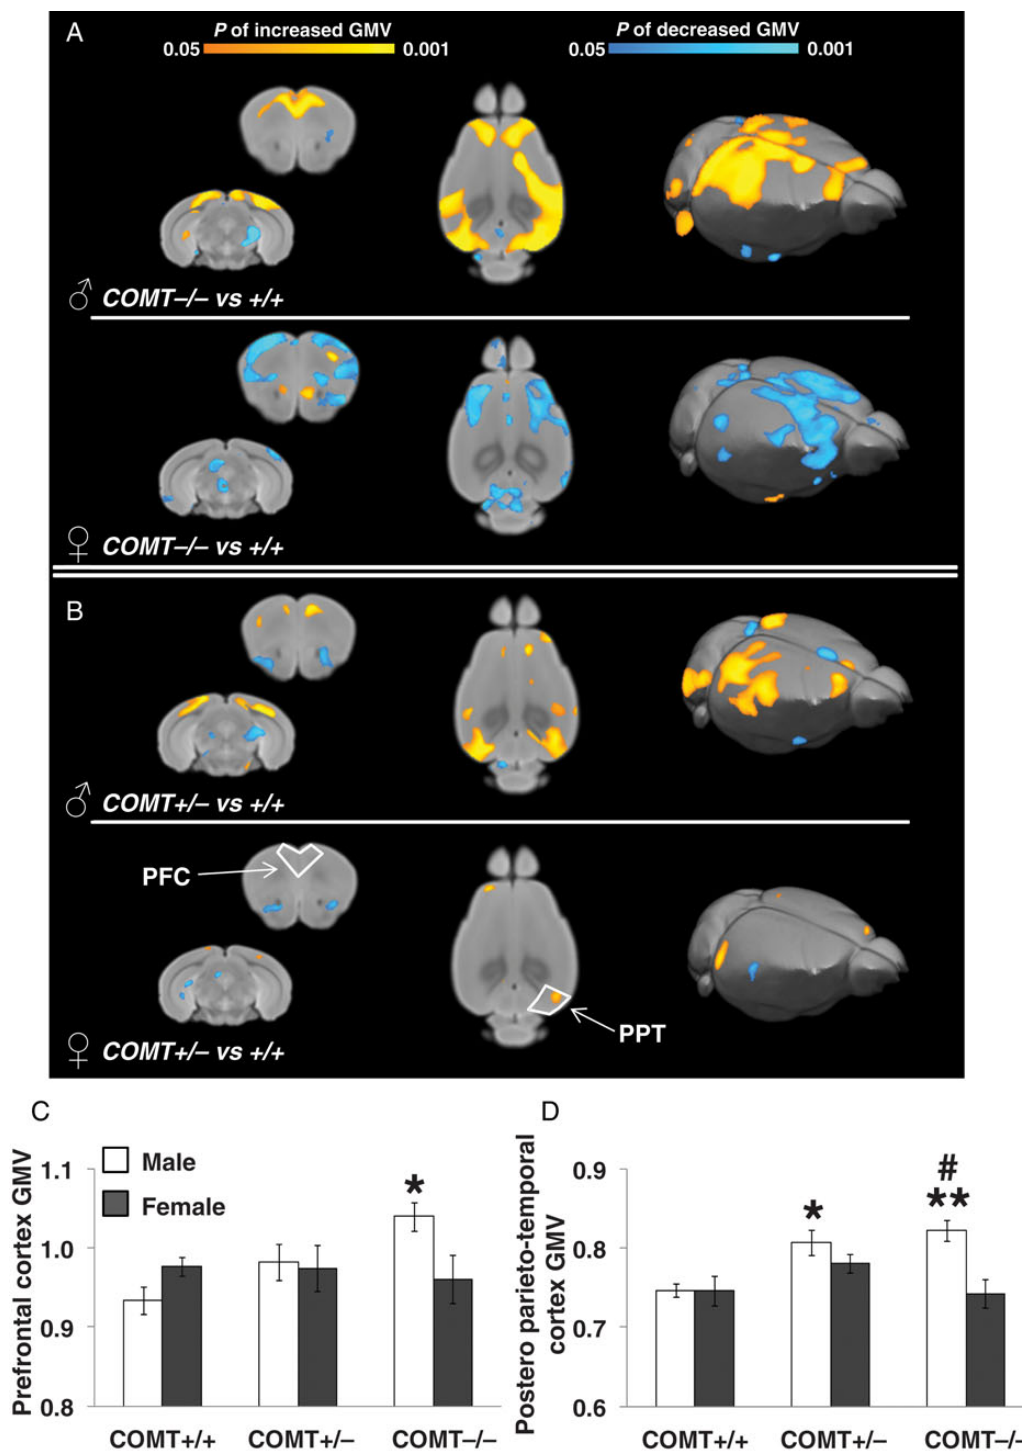 A
P of increased GMV
0.05 0.001
P of decreased GMV
0.05 0.001
♂ COMT–/– vs +/+
♀ COMT–/– vs +/+
B
♂ COMT+/– vs +/+
PFC
PPT
♀ COMT+/– vs +/+
C
Prefrontal cortex GMV
1.1
1.0
0.9
0.8
Male
Female
*
COMT+/+ COMT+/– COMT–/–
D
Postero parieto-temporal
cortex GMV
0.9
0.8
0.7
0.6
*
#
**
COMT+/+ COMT+/– COMT–/–